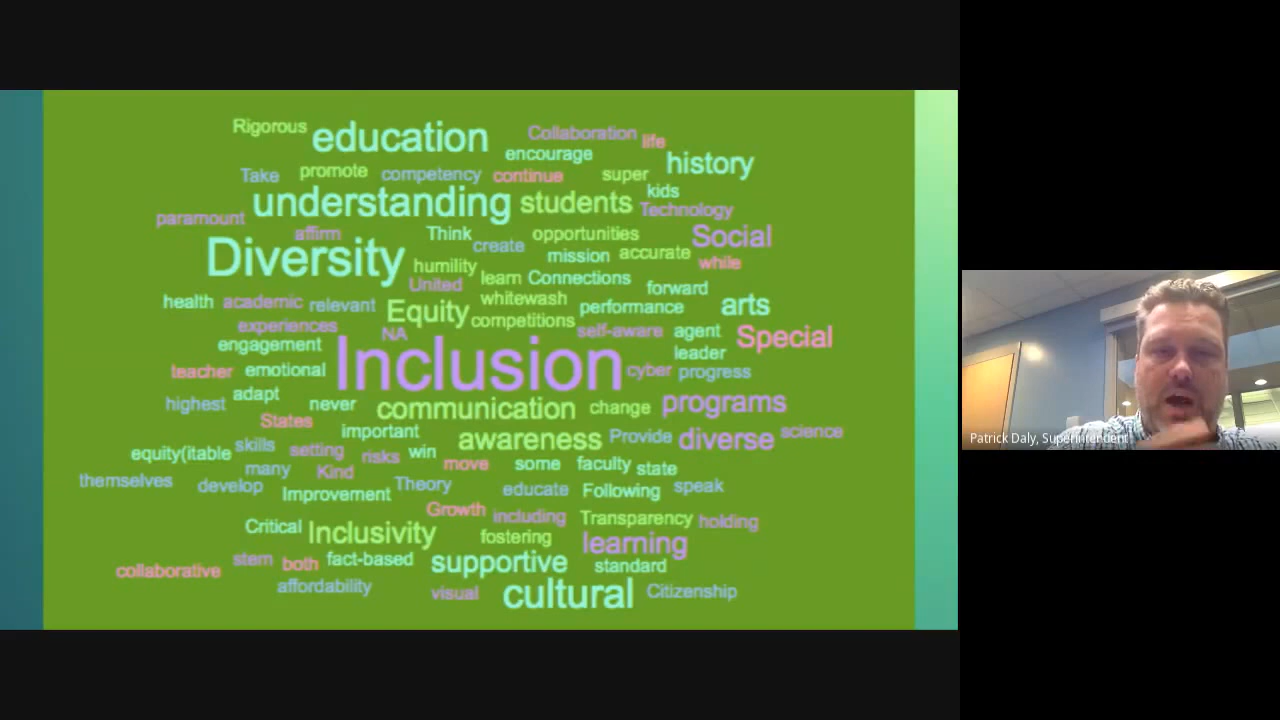 Rigorous education Collaboration life
encourage history
Take promote competency continue super
kids
understanding students Technology
paramount
affirm Think create opportunities Social
mission accurate while
Diversity humility
United learn Connections forward
health academic relevant Equity whitewash performance arts
experiences NA competitions self-aware agent Special
engagement leader
teacher emotional Inclusion cyber progress
highest adapt never communication change programs
States important awareness Provide diverse science
equity(itable skills setting risks win
themselves many Kind move some faculty state
develop Improvement Theory educate Following speak
Critical Inclusivity Growth including Transparency holding
fostering learning
collaborative stem both fact-based supportive standard
affordability visual cultural Citizenship
Patrick Daly, Superintendent